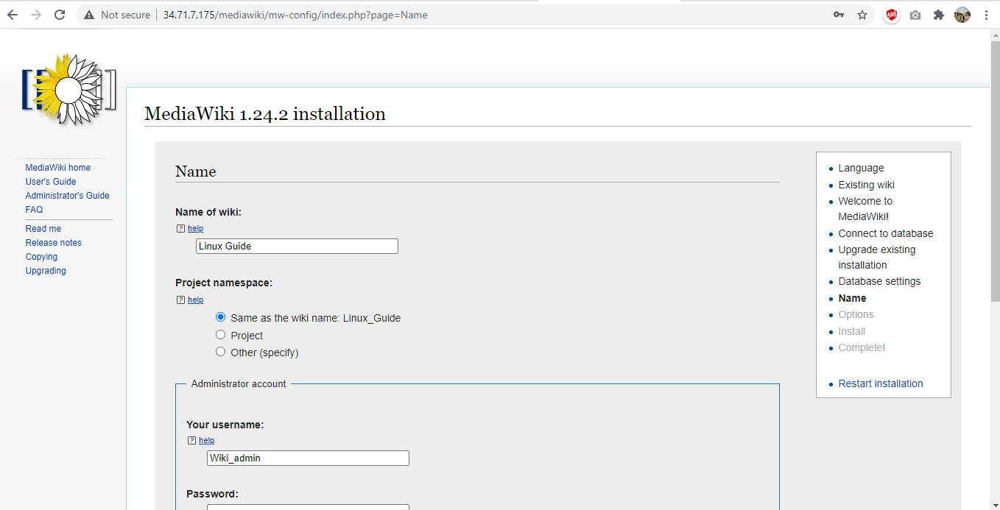 Not secure | 34.71.7.175/mediawiki/mw-config/index.php?page=Name
ABP
MediaWiki home
User's Guide
Administrator's Guide
FAQ
Read me
Release notes
Copying
Upgrading
MediaWiki 1.24.2 installation
Name
Name of wiki:
? help
Linux Guide
Project namespace:
? help
Same as the wiki name: Linux_Guide
Project
Other (specify)
Administrator account
Your username:
? help
Wiki_admin
Password:
Language
Existing wiki
Welcome to
MediaWiki!
Connect to database
Upgrade existing
installation
Database settings
Name
Options
Install
Complete!
Restart installation